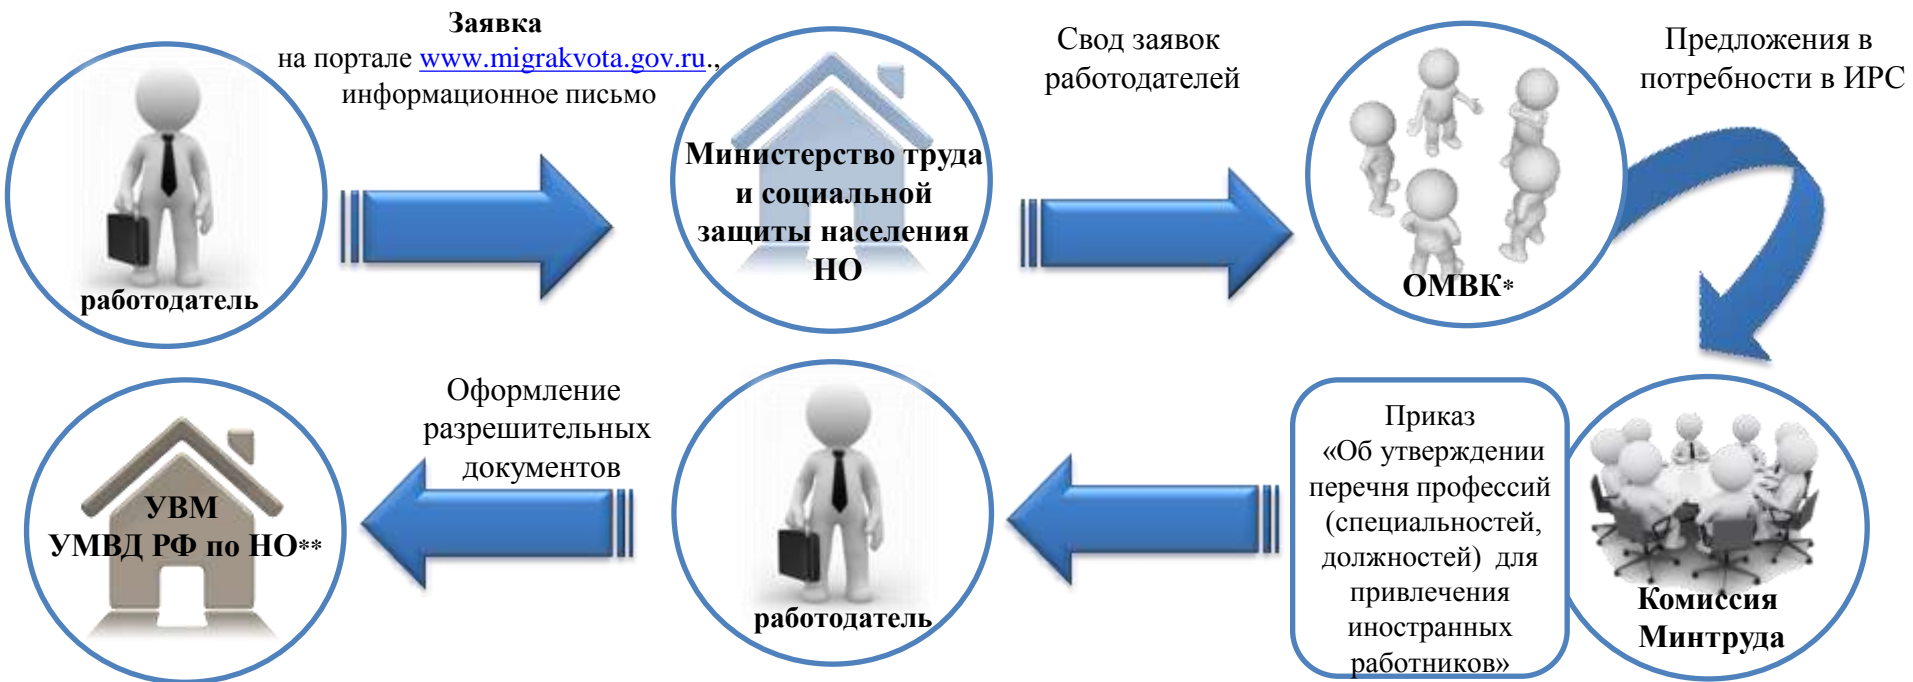 Заявка
на портале www.migrakvota.gov.ru.,
информационное письмо
работодатель
Министерство труда
и социальной
защиты населения
НО
Свод заявок
работодателей
ОМВК*
Предложения в
потребности в ИРС
Комиссия
Минтруда
Приказ
«Об утверждении
перечня профессий
(специальностей,
должностей) для
привлечения
иностранных
работников»
работодатель
Оформление
разрешительных
документов
УВМ
УМВД РФ по НО**